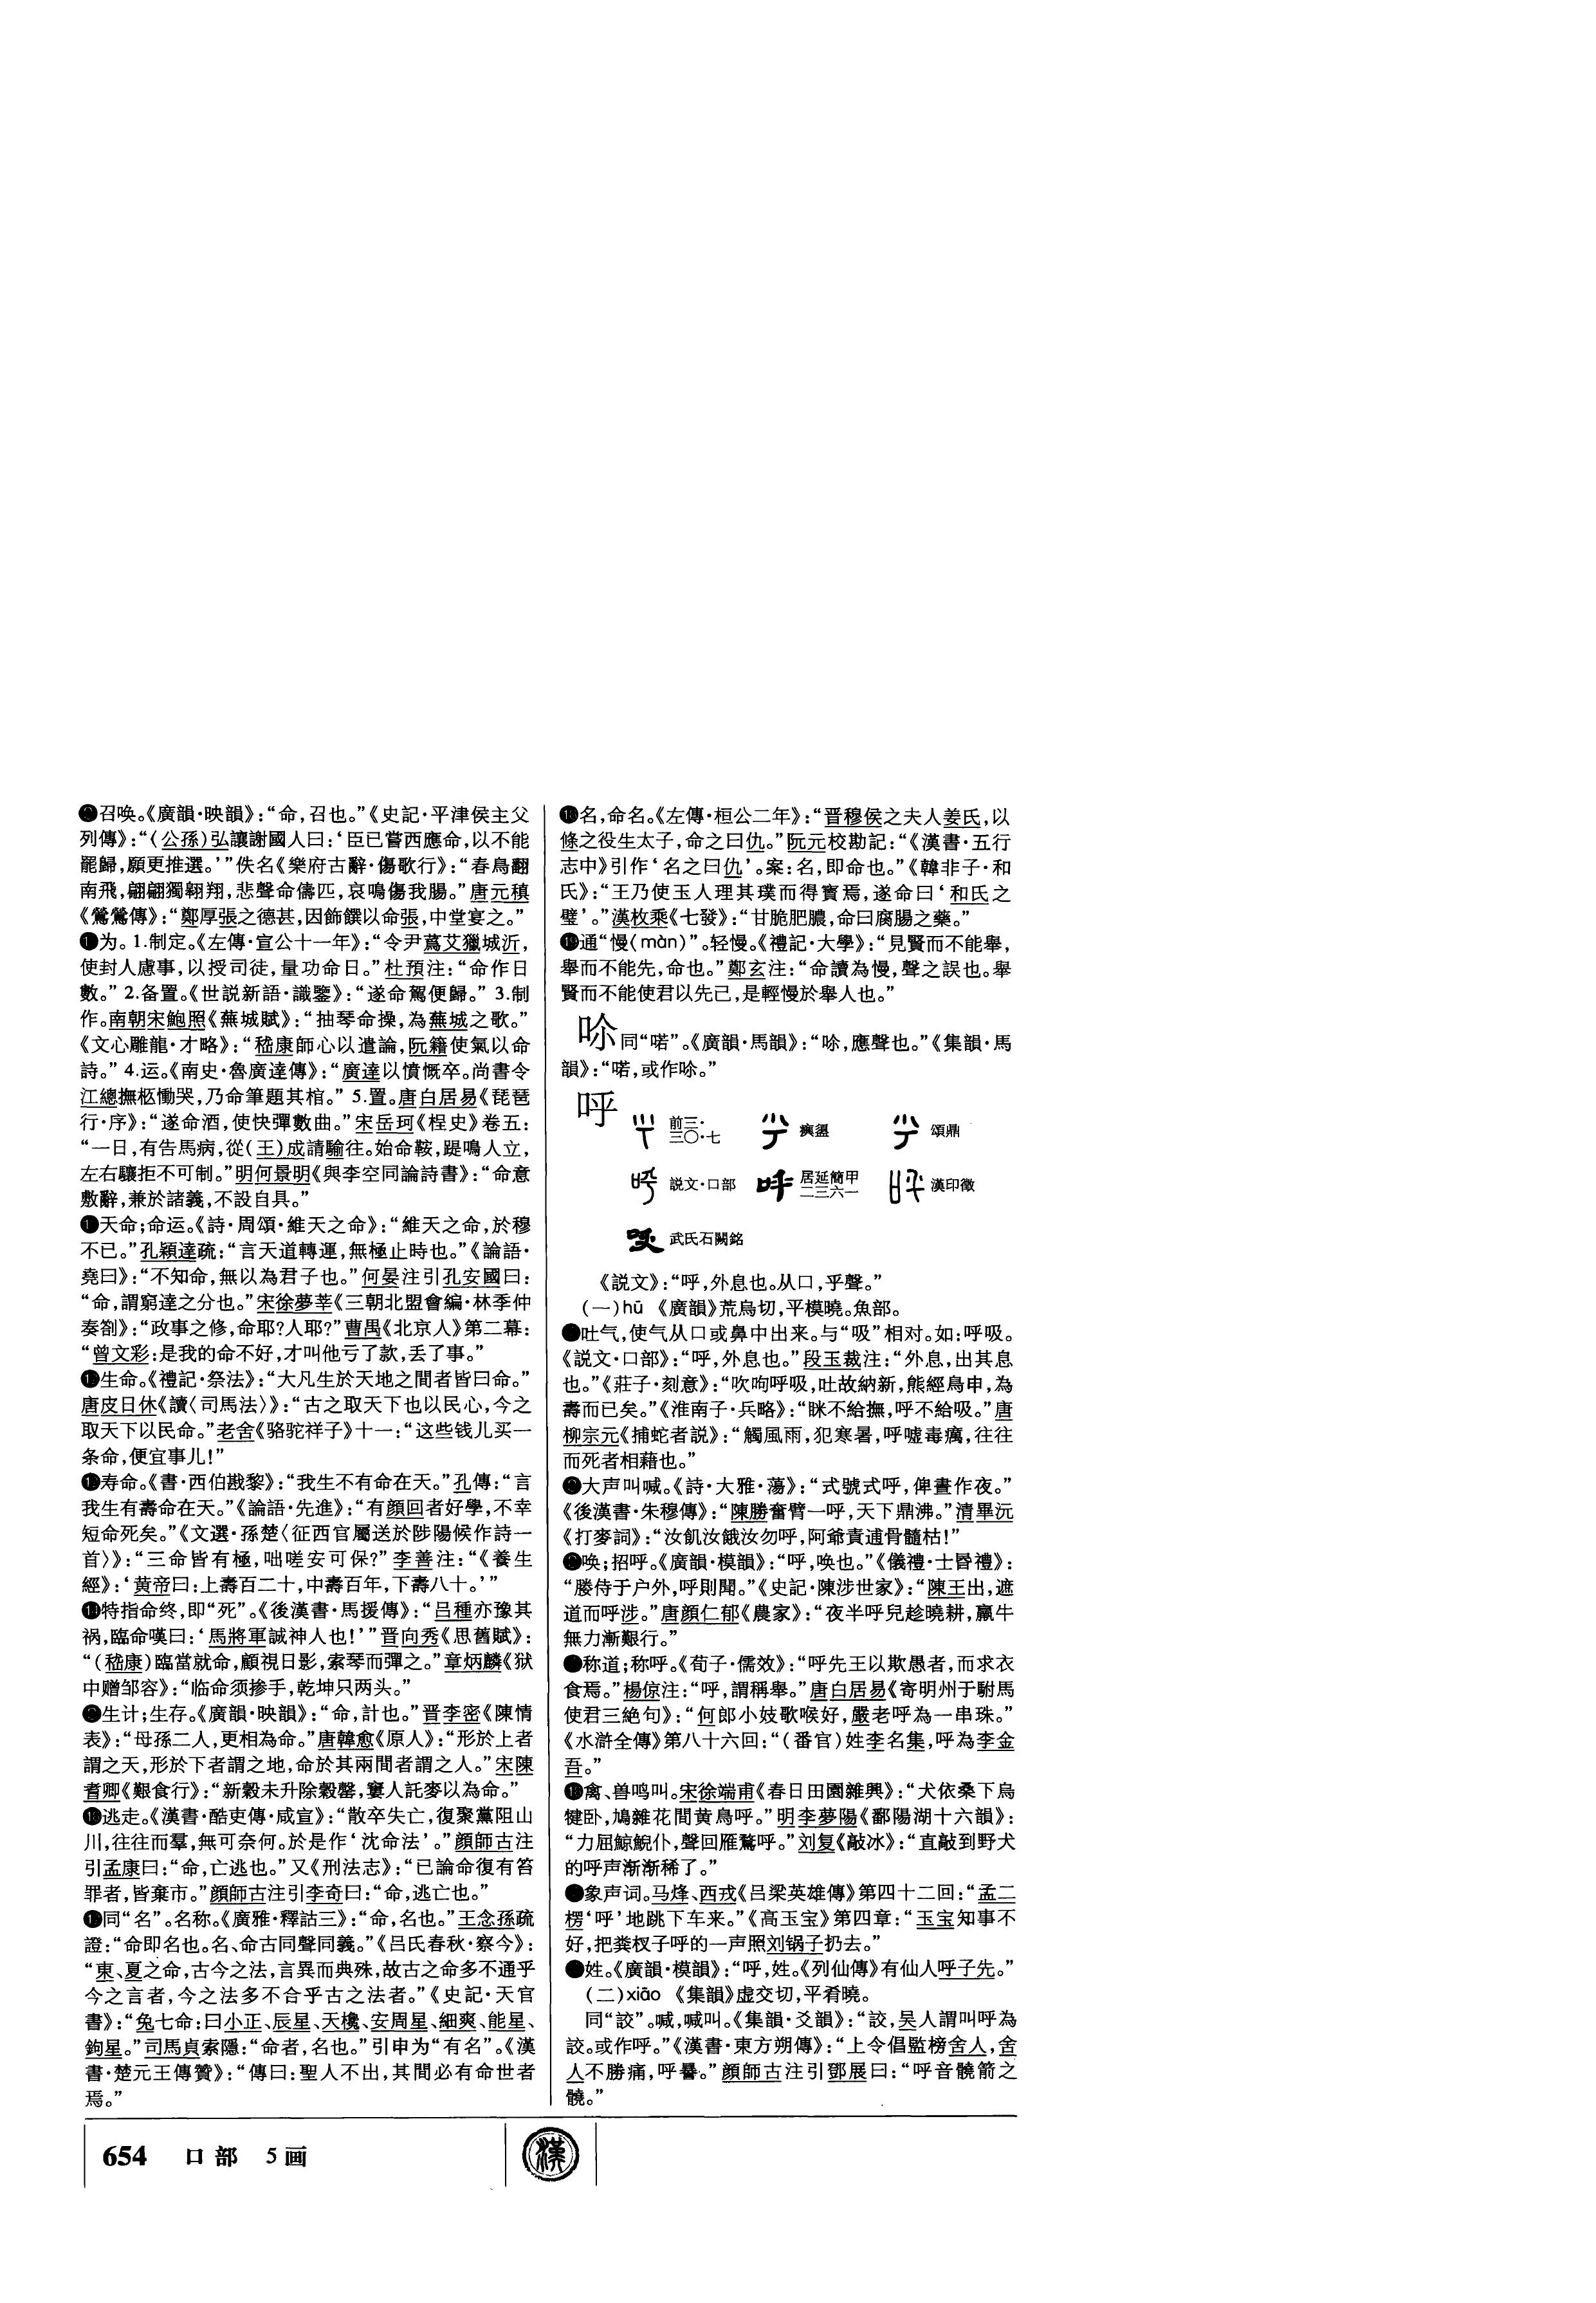 召唤。《廣韻·映韻》：“命，召也。”《史記·平津侯主父
列傳》：“（公孫）弘讓謝國人曰：‘臣已嘗西應命，以不能
罷歸，願更推選。’”佚名《樂府古辭·傷歌行》：“春鳥翻
南飛，翩翩獨翱翔，悲聲命儔匹，哀鳴傷我腸。”唐元稹
《鶯鶯傳》：“鄭厚張之德甚，因飾饌以命張，中堂宴之。”
为。1.制定。《左傳·宣公十一年》：“令尹蔿艾獵城沂，
使封人慮事，以授司徒，量功命日。”杜預注：“命作日
數。”2.备置。《世説新語·識鑒》：“遂命駕便歸。”3.制
作。南朝宋鮑照《蕪城賦》：“抽琴命操，為蕪城之歌。”
《文心雕龍·才略》：“嵇康師心以遣論，阮籍使氣以命
詩。”4.运。《南史·魯廣達傳》：“廣達以憤慨卒。尚書令
江總撫柩慟哭，乃命筆題其棺。”5.置。唐白居易《琵琶
行·序》：“遂命酒，使快彈數曲。”宋岳珂《桯史》卷五：
“一日，有告馬病，從（王）成請騟往。始命鞍，踶鳴人立，
左右驤拒不可制。”明何景明《與李空同論詩書》：“命意
敷辭，兼於諸義，不設自具。”
天命；命运。《詩·周頌·維天之命》：“維天之命，於穆
不已。”孔穎達疏：“言天道轉運，無極止時也。”《論語·
堯曰》：“不知命，無以為君子也。”何晏注引孔安國曰：
“命，謂窮達之分也。”宋徐夢莘《三朝北盟會編·林季仲
奏劄》：“政事之修，命耶？人耶？”曹禺《北京人》第二幕：
“曾文彩：是我的命不好，才叫他亏了款，丢了事。”
生命。《禮記·祭法》：“大凡生於天地之間者皆曰命。”
唐皮日休《讀〈司馬法〉》：“古之取天下也以民心，今之
取天下以民命。”老舍《骆驼祥子》十一：“这些钱儿买一
条命，便宜事儿！”
寿命。《書·西伯戡黎》：“我生不有命在天。”孔傳：“言
我生有壽命在天。”《論語·先進》：“有顔回者好學，不幸
短命死矣。”《文選·孫楚〈征西官屬送於陟陽候作詩一
首〉》：“三命皆有極，咄嗟安可保？”李善注：“《養生
經》：‘黄帝曰：上壽百二十，中壽百年，下壽八十。’”
特指命终，即“死”。《後漢書·馬援傳》：“吕種亦豫其
祸，臨命嘆曰：‘馬將軍誠神人也！’”晋向秀《思舊賦》：
“（嵇康）臨當就命，顧視日影，索琴而彈之。”章炳麟《狱
中赠邹容》：“临命须掺手，乾坤只两头。”
生计；生存。《廣韻·映韻》：“命，計也。”晋李密《陳情
表》：“母孫二人，更相為命。”唐韓愈《原人》：“形於上者
謂之天，形於下者謂之地，命於其兩間者謂之人。”宋陳
耆卿《艱食行》：“新穀未升除穀罄，窶人託麥以為命。”
逃走。《漢書·酷吏傳·咸宣》：“散卒失亡，復聚黨阻山
川，往往而羣，無可奈何。於是作‘沈命法’。”顔師古注
引孟康曰：“命，亡逃也。”又《刑法志》：“已論命復有笞
罪者，皆棄市。”顔師古注引李奇曰：“命，逃亡也。”
同“名”。名称。《廣雅·釋詁三》：“命，名也。”王念孫疏
證：“命即名也。名、命古同聲同義。”《吕氏春秋·察今》：
“東、夏之命，古今之法，言異而典殊，故古之命多不通乎
今之言者，今之法多不合乎古之法者。”《史記·天官
書》：“兔七命：曰小正、辰星、天欃、安周星、細爽、能星、
鉤星。”司馬貞索隱：“命者，名也。”引申为“有名”。《漢
書·楚元王傳贊》：“傳曰：聖人不出，其間必有命世者
焉。”
名，命名。《左傳·桓公二年》：“晋穆侯之夫人姜氏，以
條之役生太子，命之曰仇。”阮元校勘記：“《漢書·五行
志中》引作‘名之曰仇’。案：名，即命也。”《韓非子·和
氏》：“王乃使玉人理其璞而得寳焉，遂命曰‘和氏之
璧’。”漢枚乘《七發》：“甘脆肥膿，命曰腐腸之藥。”
⓳通“慢（màn）”。轻慢。《禮記·大學》：“見賢而不能舉，
舉而不能先，命也。”鄭玄注：“命讀為慢，聲之誤也。舉
賢而不能使君以先己，是輕慢於舉人也。”
唋同“喏”。《廣韻·馬韻》：“唋，應聲也。”《集韻·馬
韻》：“喏，或作唋。”
呼 前三·三〇·七 㾓盨 頌鼎
説文·口部 居延簡甲二三六一 漢印徵
武氏石闕銘
《説文》：“呼，外息也。从口，乎聲。”
（一）hū 《廣韻》荒烏切，平模曉。魚部。
吐气，使气从口或鼻中出来。与“吸”相对。如：呼吸。
《説文·口部》：“呼，外息也。”段玉裁注：“外息，出其息
也。”《莊子·刻意》：“吹呴呼吸，吐故納新，熊經鳥申，為
壽而已矣。”《淮南子·兵略》：“眯不給撫，呼不給吸。”唐
柳宗元《捕蛇者説》：“觸風雨，犯寒暑，呼噓毒癘，往往
而死者相藉也。”
大声叫喊。《詩·大雅·蕩》：“式號式呼，俾晝作夜。”
《後漢書·朱穆傳》：“陳勝奮臂一呼，天下鼎沸。”清畢沅
《打麥詞》：“汝飢汝餓汝勿呼，阿爺責逋骨髓枯！”
唤；招呼。《廣韻·模韻》：“呼，唤也。”《儀禮·士昏禮》：
“媵侍于户外，呼則聞。”《史記·陳涉世家》：“陳王出，遮
道而呼涉。”唐顔仁郁《農家》：“夜半呼兒趁曉耕，羸牛
無力漸艱行。”
称道；称呼。《荀子·儒效》：“呼先王以欺愚者，而求衣
食焉。”楊倞注：“呼，謂稱舉。”唐白居易《寄明州于駙馬
使君三絶句》：“何郎小妓歌喉好，嚴老呼為一串珠。”
《水滸全傳》第八十六回：“（番官）姓李名集，呼為李金
吾。”
禽、兽鸣叫。宋徐端甫《春日田園雜興》：“犬依桑下烏
犍卧，鳩雜花間黄鳥呼。”明李夢陽《鄱陽湖十六韻》：
“力屈鯨鯢仆，聲回雁鶩呼。”刘复《敲冰》：“直敲到野犬
的呼声渐渐稀了。”
象声词。马烽、西戎《吕梁英雄傳》第四十二回：“孟二
楞‘呼’地跳下车来。”《高玉宝》第四章：“玉宝知事不
好，把粪杈子呼的一声照刘锅子扔去。”
姓。《廣韻·模韻》：“呼，姓。《列仙傳》有仙人呼子先。”
（二）xiāo 《集韻》虚交切，平肴曉。
同“詨”。喊，喊叫。《集韻·爻韻》：“詨，吴人謂叫呼為
詨。或作呼。”《漢書·東方朔傳》：“上令倡監榜舍人，舍
人不勝痛，呼謈。”顔師古注引鄧展曰：“呼音髐箭之
髐。”
654 口部 5画
漢